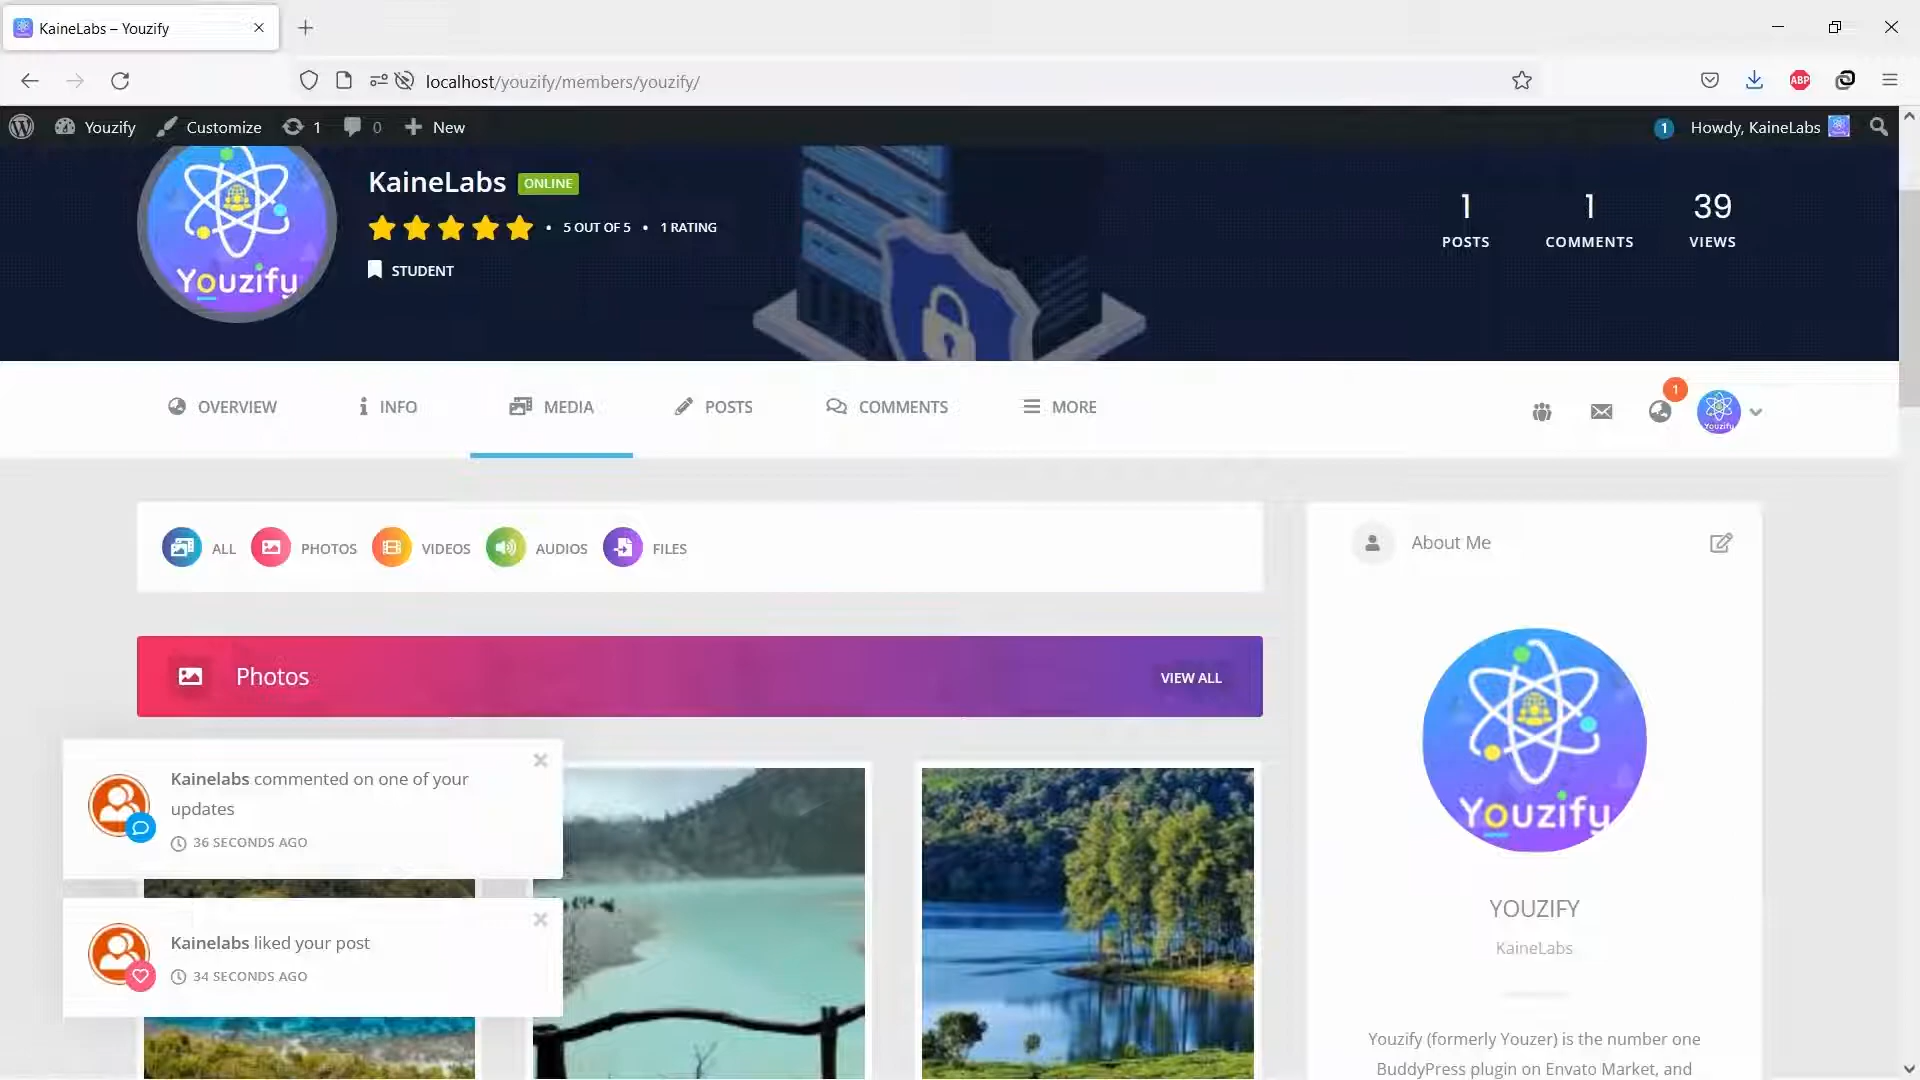 KaineLabs – Youzify
localhost/youzify/members/youzify/
ABP
Youzify
Customize
1
0
New
1
Howdy, KaineLabs
Youzify
KaineLabs
ONLINE
5 OUT OF 5 • 1 RATING
STUDENT
1
POSTS
1
COMMENTS
39
VIEWS
OVERVIEW
INFO
MEDIA
POSTS
COMMENTS
MORE
1
Youzify
ALL
PHOTOS
VIDEOS
AUDIOS
FILES
About Me
Photos
VIEW ALL
Kainelabs commented on one of your
updates
36 SECONDS AGO
Kainelabs liked your post
34 SECONDS AGO
Youzify
YOUZIFY
KaineLabs
Youzify (formerly Youzer) is the number one
BuddyPress plugin on Envato Market, and